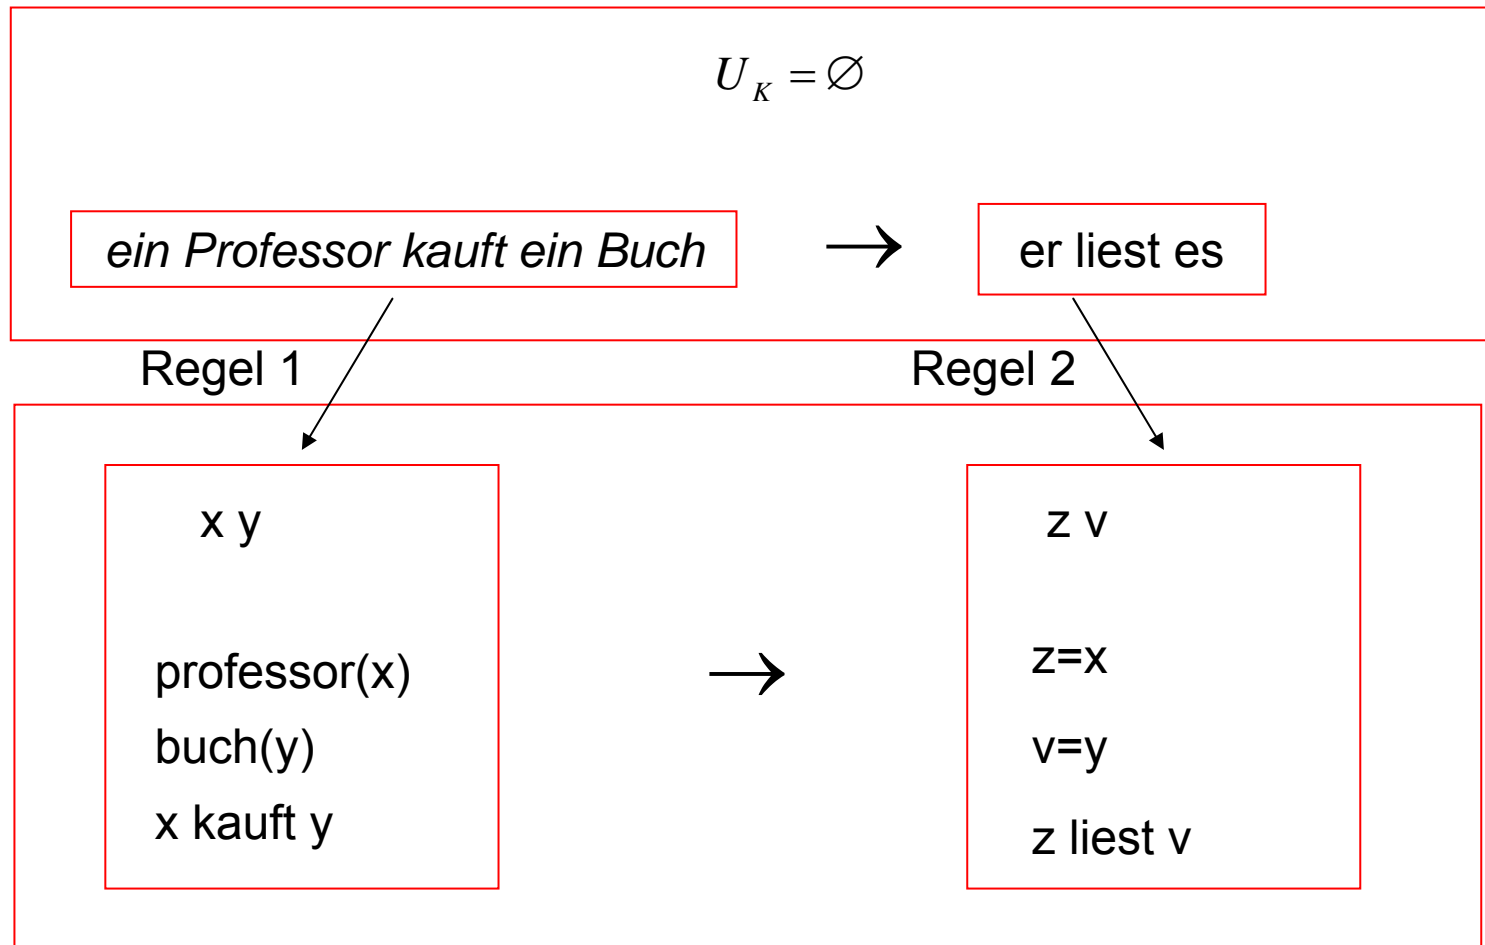 U_K = ∅
ein Professor kauft ein Buch → er liest es
Regel 1 Regel 2
x y z v
professor(x) → z=x
buch(y) v=y
x kauft y z liest v